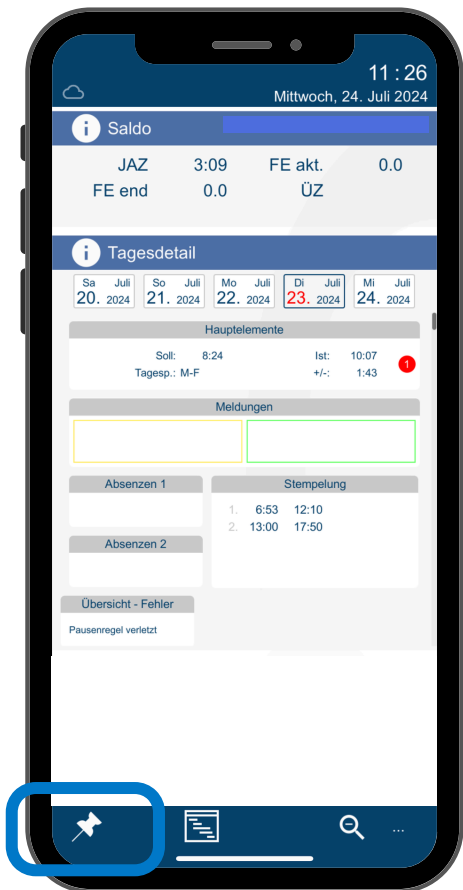 11 : 26
Mittwoch, 24. Juli 2024
i Saldo
JAZ 3:09 FE akt. 0.0
FE end 0.0 ÜZ
i Tagesdetail
Sa Juli So Juli Mo Juli Di Juli Mi Juli
20. 2024 21. 2024 22. 2024 23. 2024 24. 2024
Hauptelemente
Soll: 8:24 Ist: 10:07
1
Tagesp.: M-F +/-: 1:43
Meldungen
Absenzen 1 Stempelung
1. 6:53 12:10
2. 13:00 17:50
Absenzen 2
Übersicht - Fehler
Pausenregel verletzt
...